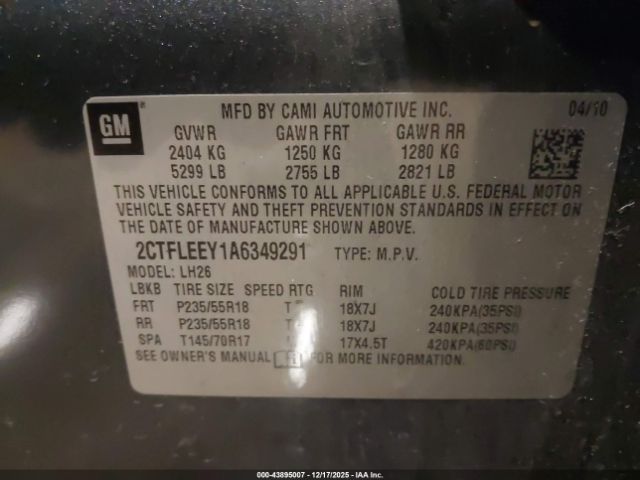 GM
MFD BY CAMI AUTOMOTIVE INC. 04/10
GVWR GAWR FRT GAWR RR
2404 KG 1250 KG 1280 KG
5299 LB 2755 LB 2821 LB
THIS VEHICLE CONFORMS TO ALL APPLICABLE U.S. FEDERAL MOTOR
VEHICLE SAFETY AND THEFT PREVENTION STANDARDS IN EFFECT ON
THE DATE OF MANUFACTURE SHOWN ABOVE.
2CTFLEEY1A6349291 TYPE: M.P.V.
MODEL: LH26
LBKB TIRE SIZE SPEED RTG RIM COLD TIRE PRESSURE
FRT P235/55R18 T 18X7J 240KPA(35PSI)
RR P235/55R18 T 18X7J 240KPA(35PSI)
SPA T145/70R17 17X4.5T 420KPA(60PSI)
SEE OWNER'S MANUAL FOR MORE INFORMATION.
000-43895007 - 12/17/2025 - IAAI.COM